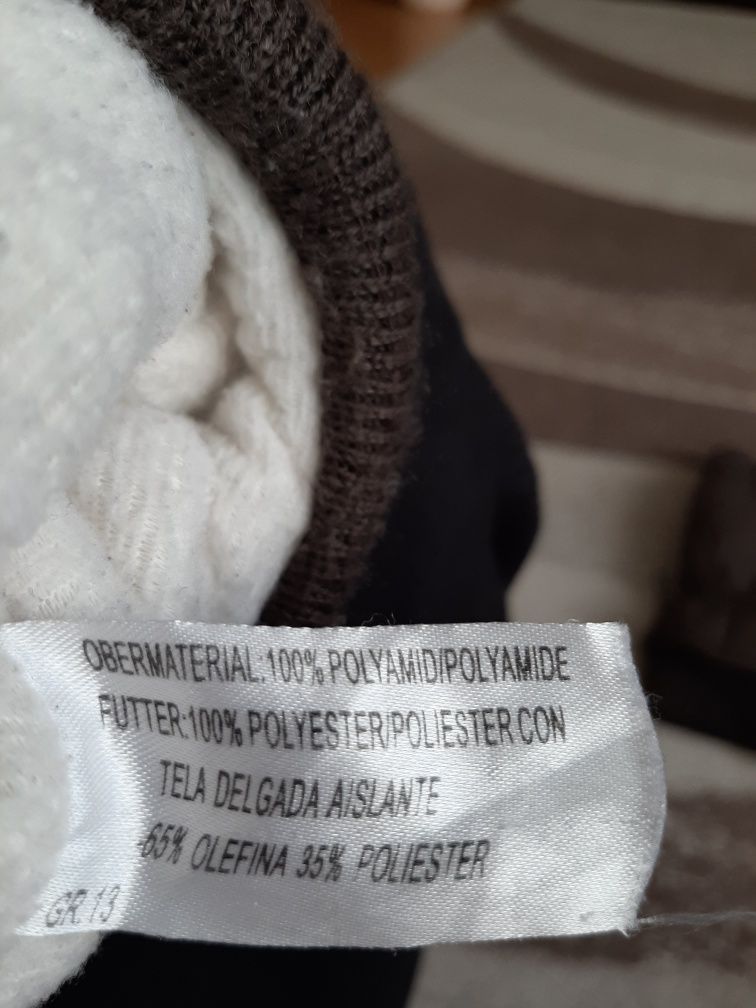 OBERMATERIAL:100% POLYAMID/POLYAMIDE
FUTTER:100% POLYESTER/POLIESTER CON
TELA DELGADA AISLANTE
65% OLEFINA 35% POLIESTER
GR.13